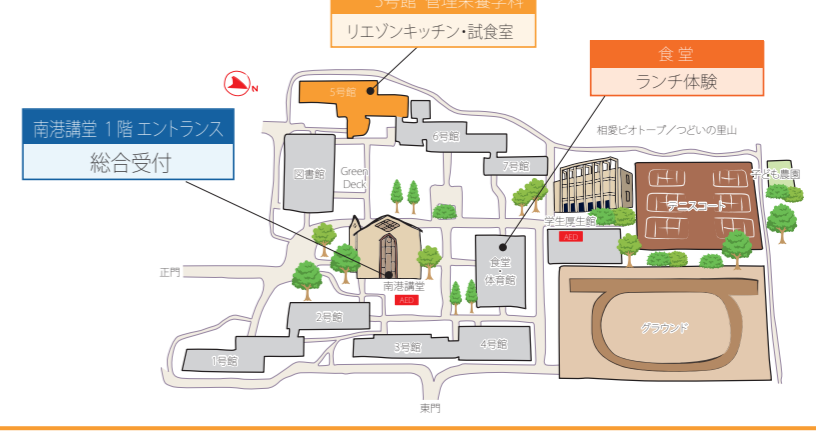 5号館 管理栄養学科
リエゾンキッチン・試食室
食堂
ランチ体験
南港講堂 1階 エントランス
総合受付
N
5号館
6号館
7号館
相愛ビオトープ／つどいの里山
図書館
Green
Deck
子ども農園
テニスコート
学生厚生館
AED
食堂
・
体育館
正門
南港講堂
AED
2号館
グラウンド
3号館
4号館
1号館
東門